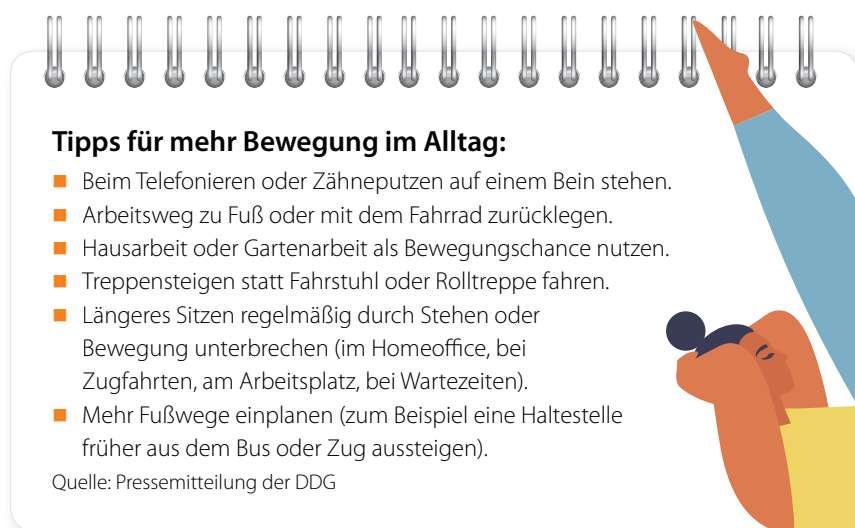 Tipps für mehr Bewegung im Alltag:
■ Beim Telefonieren oder Zähneputzen auf einem Bein stehen.
■ Arbeitsweg zu Fuß oder mit dem Fahrrad zurücklegen.
■ Hausarbeit oder Gartenarbeit als Bewegungschance nutzen.
■ Treppensteigen statt Fahrstuhl oder Rolltreppe fahren.
■ Längeres Sitzen regelmäßig durch Stehen oder
Bewegung unterbrechen (im Homeoffice, bei
Zugfahrten, am Arbeitsplatz, bei Wartezeiten).
■ Mehr Fußwege einplanen (zum Beispiel eine Haltestelle
früher aus dem Bus oder Zug aussteigen).
Quelle: Pressemitteilung der DDG